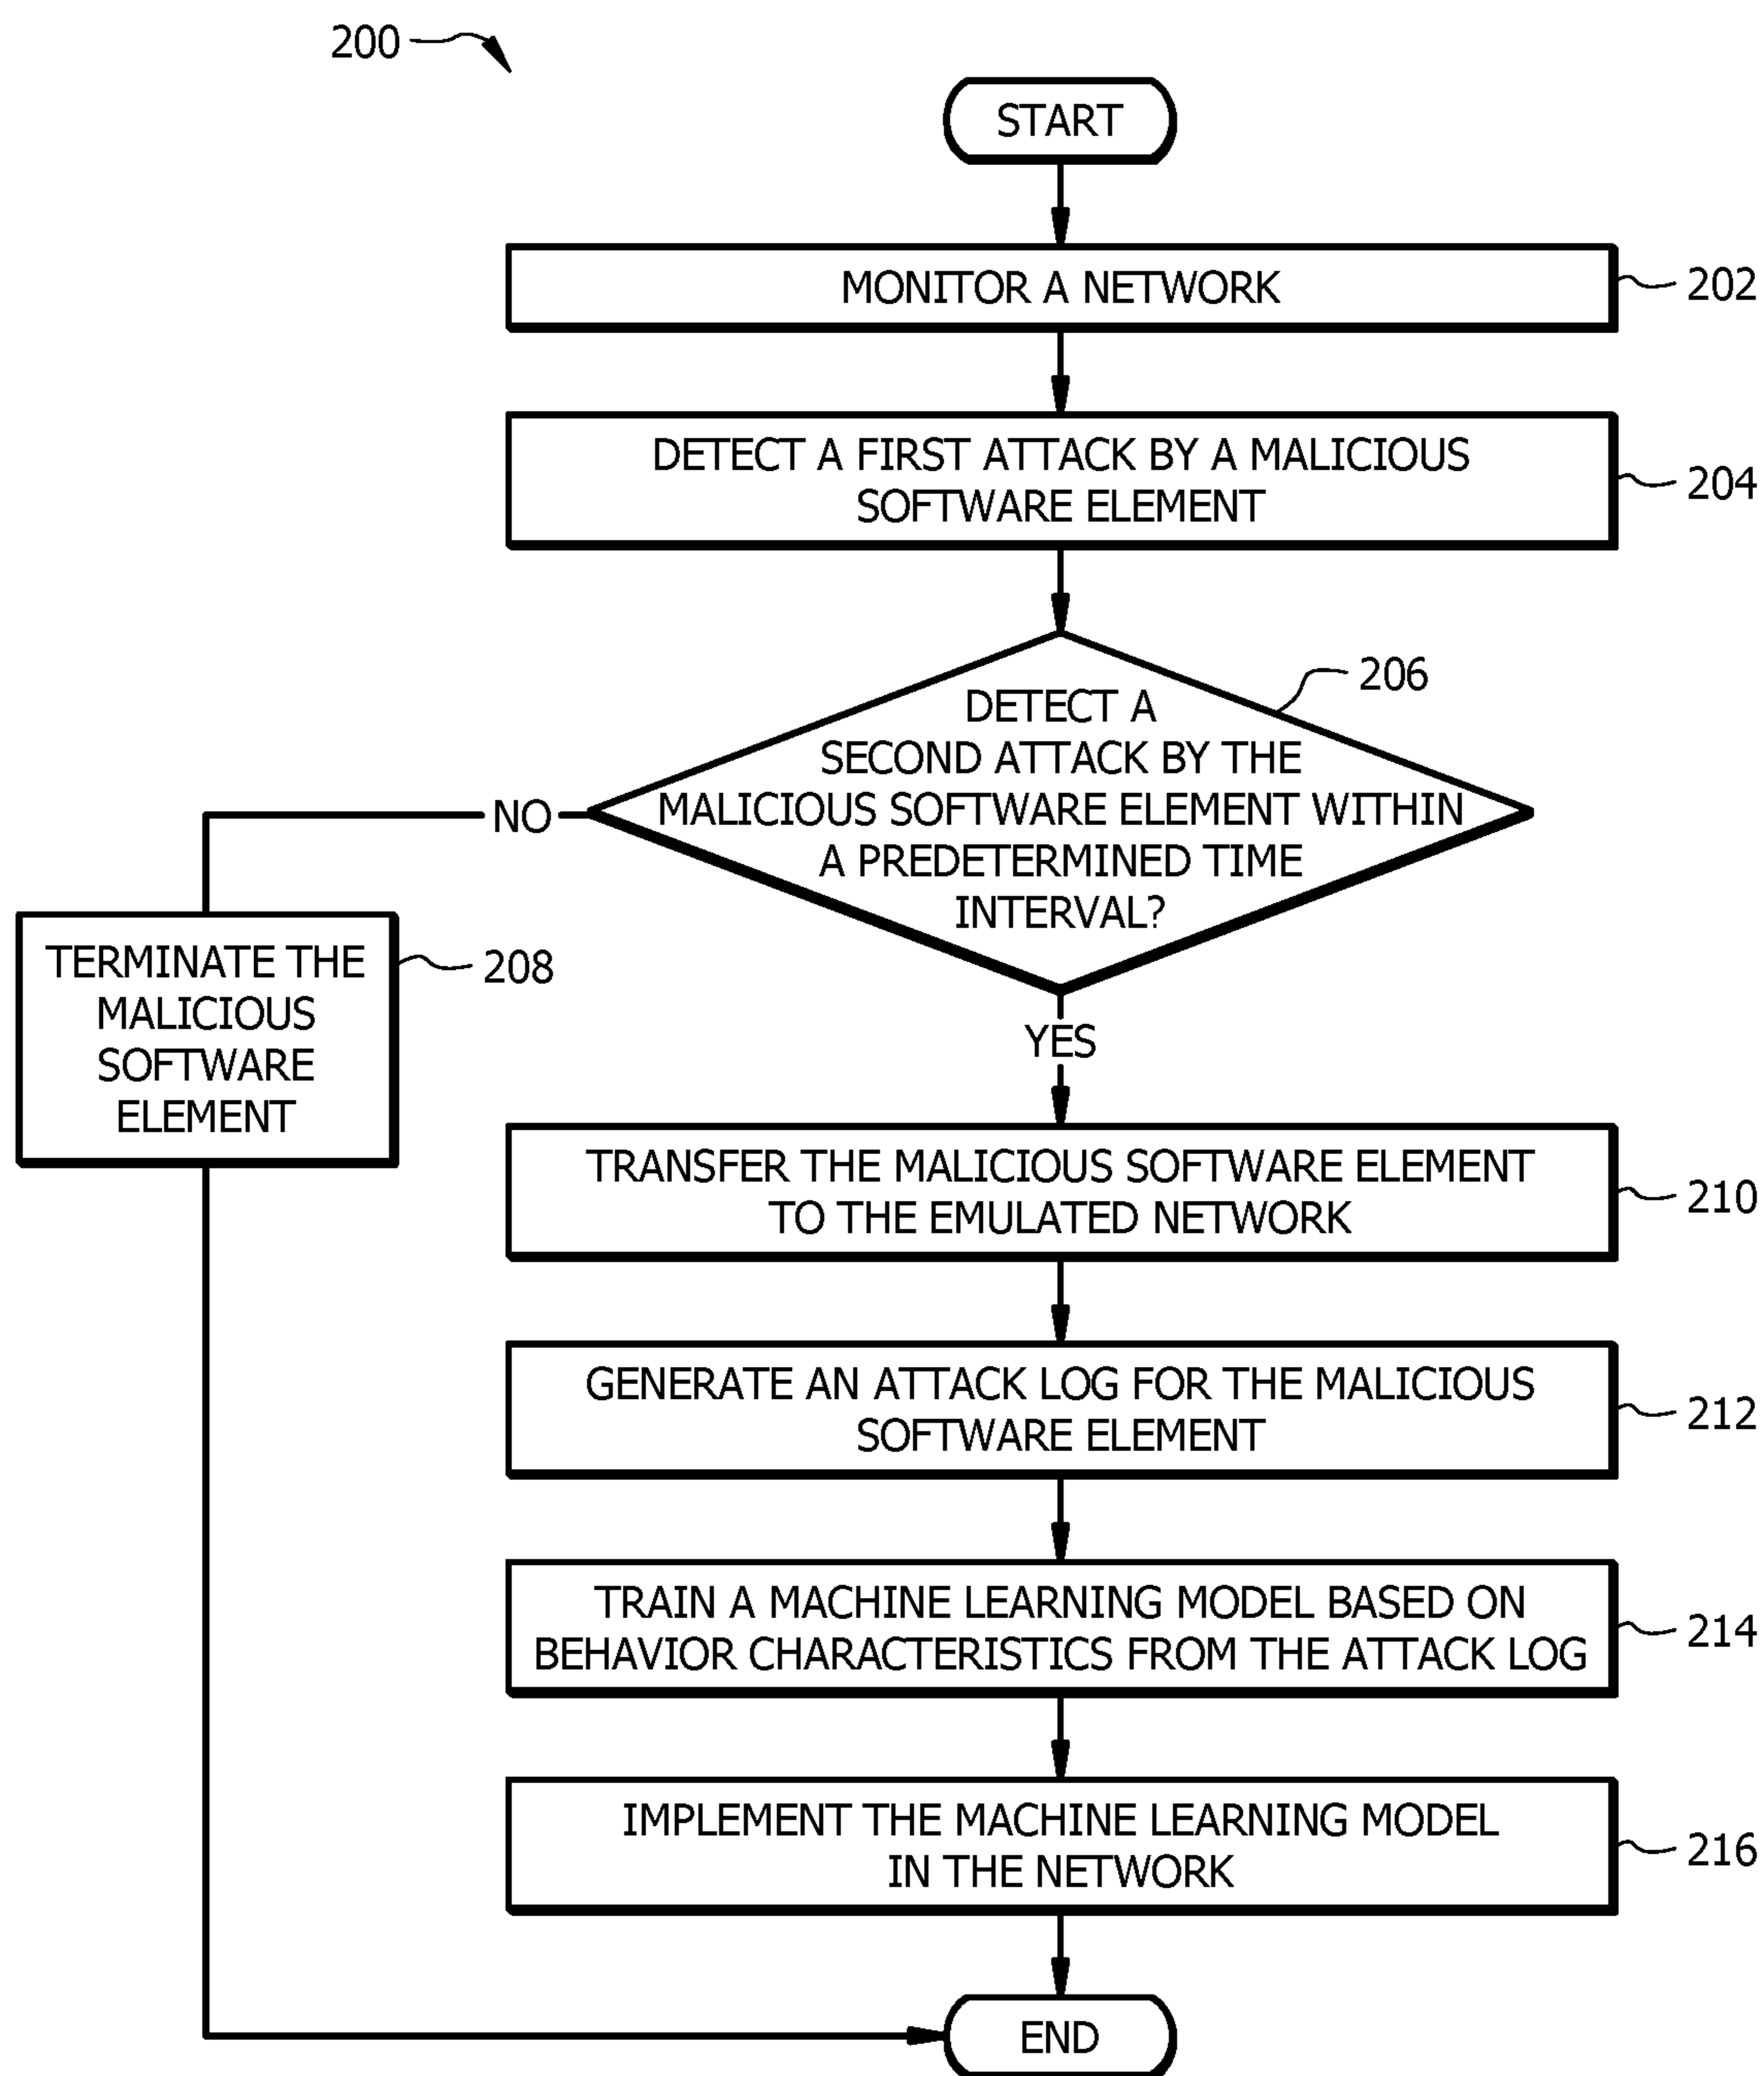 200
START
MONITOR A NETWORK
202
DETECT A FIRST ATTACK BY A MALICIOUS
SOFTWARE ELEMENT
204
206
DETECT A
SECOND ATTACK BY THE
MALICIOUS SOFTWARE ELEMENT WITHIN
A PREDETERMINED TIME
INTERVAL?
NO
TERMINATE THE
MALICIOUS
SOFTWARE
ELEMENT
208
YES
TRANSFER THE MALICIOUS SOFTWARE ELEMENT
TO THE EMULATED NETWORK
210
GENERATE AN ATTACK LOG FOR THE MALICIOUS
SOFTWARE ELEMENT
212
TRAIN A MACHINE LEARNING MODEL BASED ON
BEHAVIOR CHARACTERISTICS FROM THE ATTACK LOG
214
IMPLEMENT THE MACHINE LEARNING MODEL
IN THE NETWORK
216
END